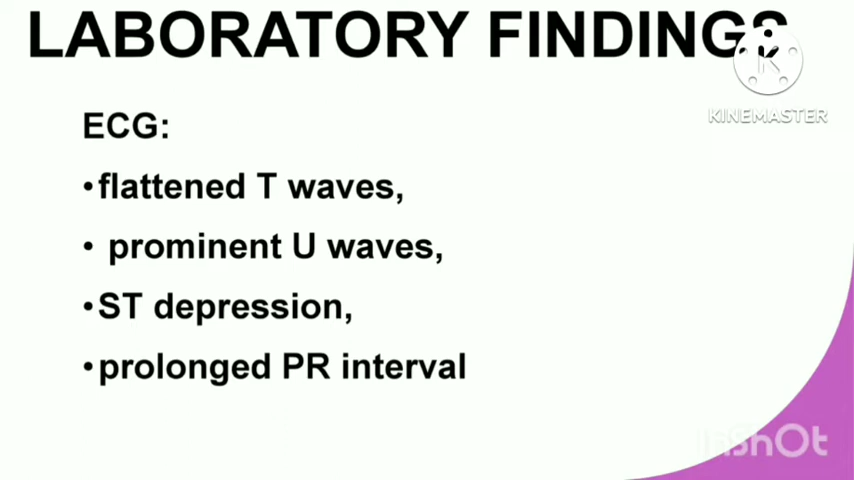 LABORATORY FINDINGS
KINEMASTER
ECG:
•flattened T waves,
• prominent U waves,
•ST depression,
•prolonged PR interval
InShOt